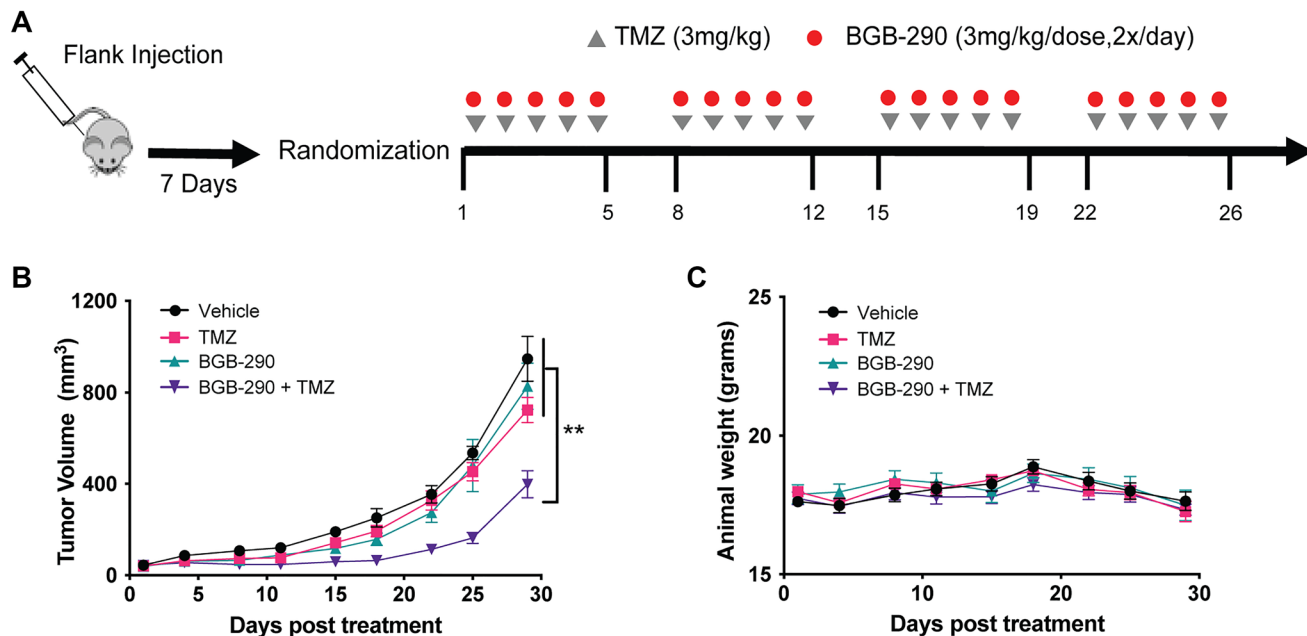 A
Flank Injection
7 Days
Randomization
TMZ (3mg/kg) BGB-290 (3mg/kg/dose,2x/day)
1 5 8 12 15 19 22 26
B
Tumor Volume (mm³)
1200
800
400
0
Vehicle
TMZ
BGB-290
BGB-290 + TMZ
**
0 5 10 15 20 25 30
Days post treatment
C
Animal weight (grams)
25
20
15
Vehicle
TMZ
BGB-290
BGB-290 + TMZ
0 10 20 30
Days post treatment